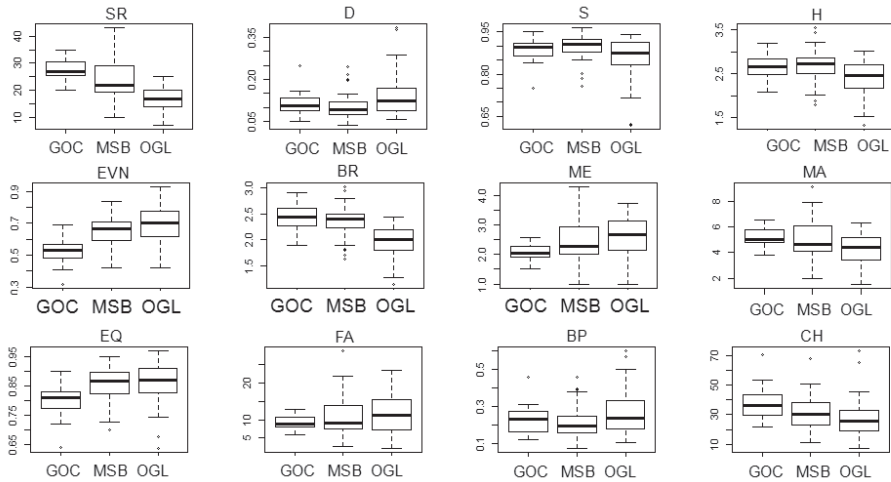 SR
40
30
20
10
GOC MSB OGL
D
0.35
0.20
0.05
GOC MSB OGL
S
0.95
0.80
0.65
GOC MSB OGL
H
3.5
2.5
1.5
GOC MSB OGL
EVN
0.9
0.7
0.5
0.3
GOC MSB OGL
BR
3.0
2.5
2.0
1.5
GOC MSB OGL
ME
4.0
3.0
2.0
1.0
GOC MSB OGL
MA
8
6
4
2
GOC MSB OGL
EQ
0.95
0.85
0.75
0.65
GOC MSB OGL
FA
20
10
5
GOC MSB OGL
BP
0.5
0.3
0.1
GOC MSB OGL
CH
70
50
30
10
GOC MSB OGL